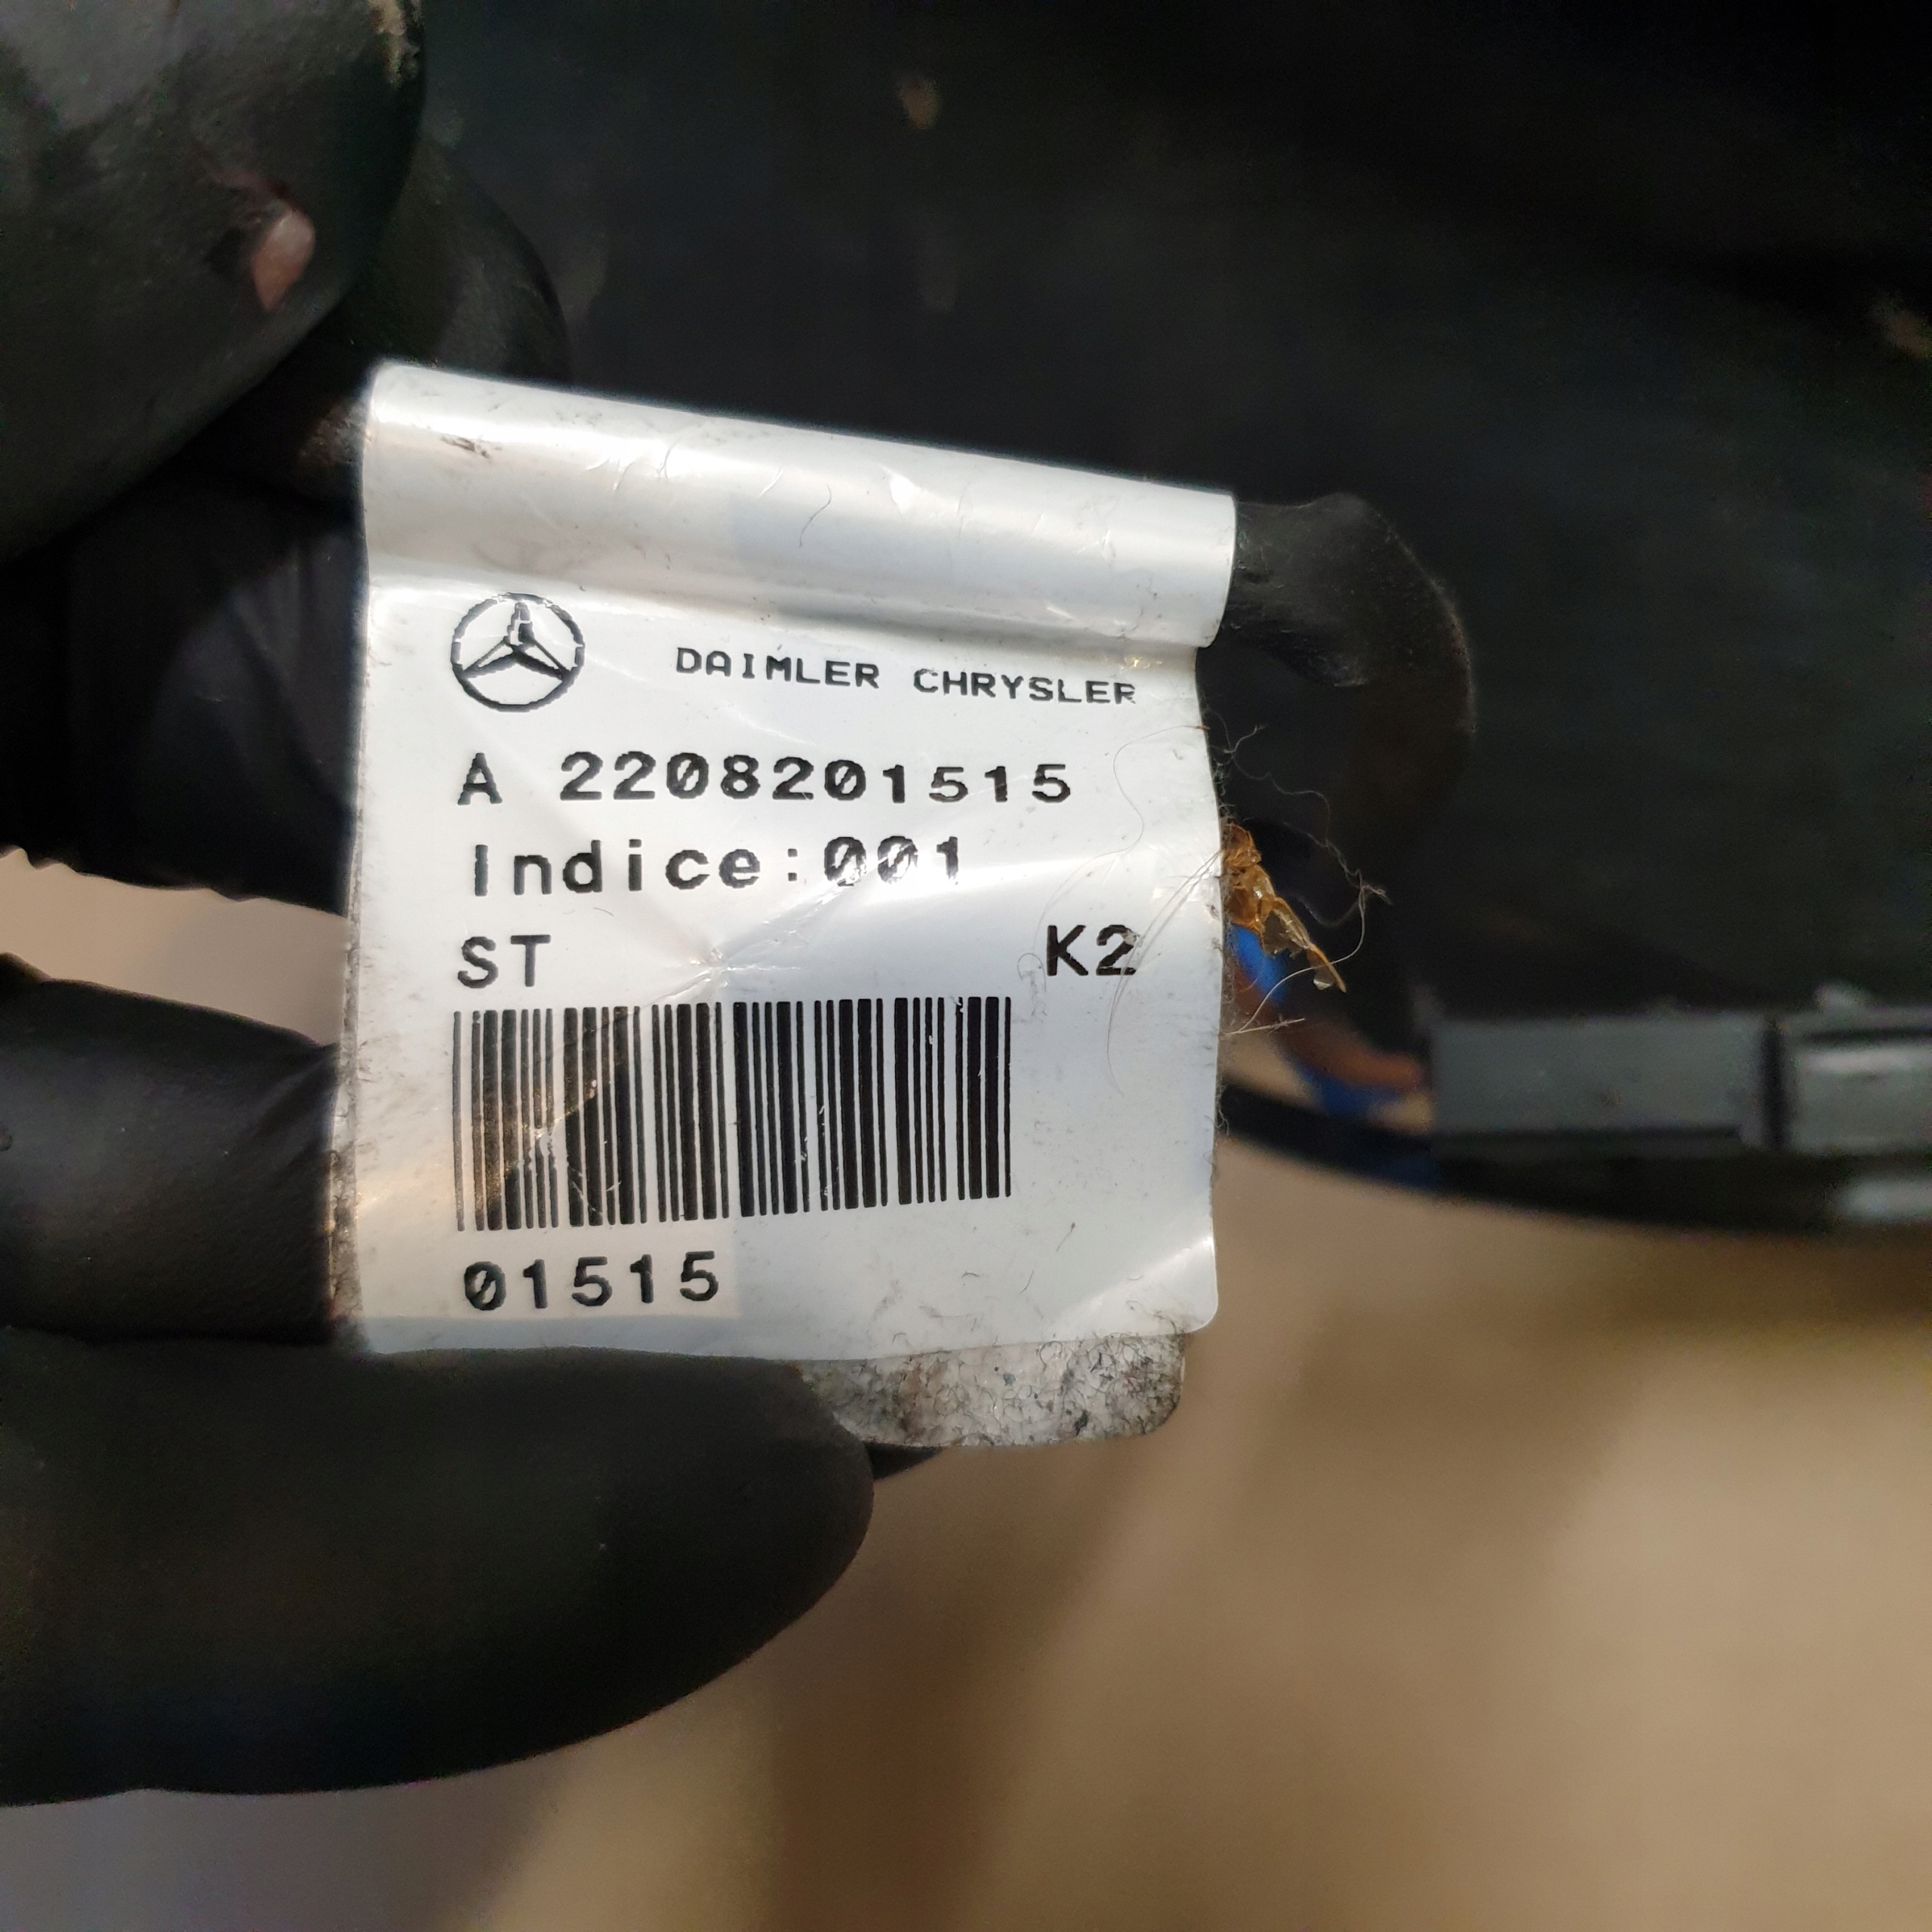 DAIMLER CHRYSLER
A 2208201515
Indice:001
ST K2
01515